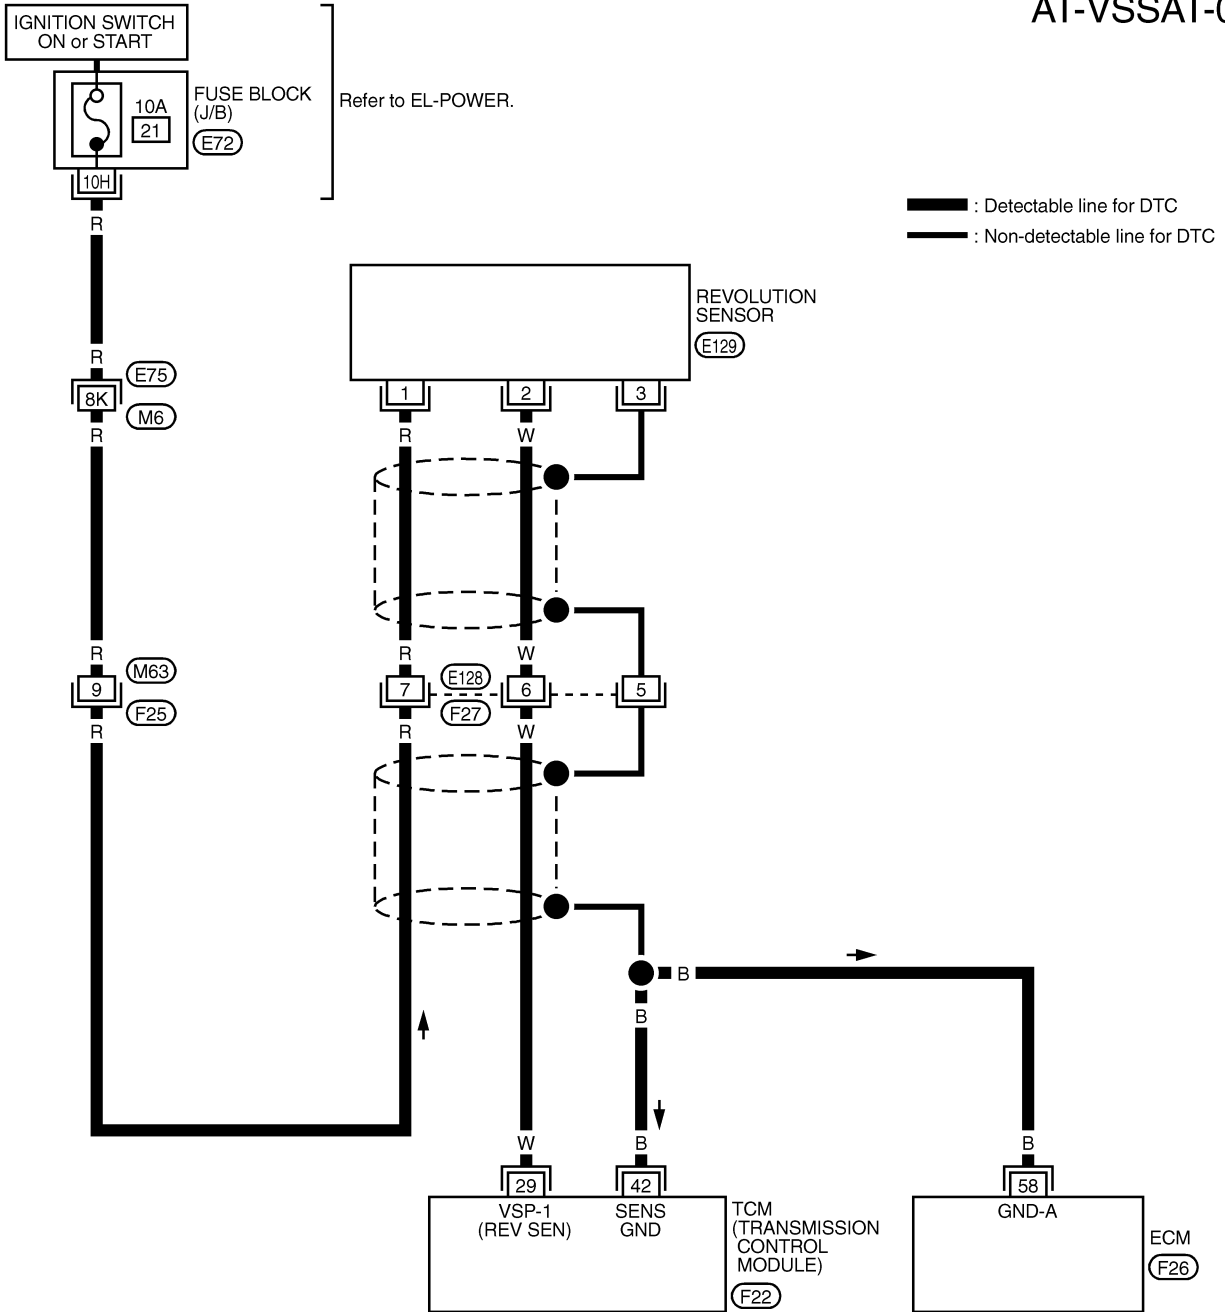 AT-VSSAT-0
IGNITION SWITCH
ON or START
FUSE BLOCK
(J/B)
10A
21
E72
Refer to EL-POWER.
10H
R
: Detectable line for DTC
: Non-detectable line for DTC
REVOLUTION
SENSOR
E129
R
E75
8K
M6
R
1
2
3
R
W
R
M63
9
F25
R
R
W
E128
7
6
5
F27
R
W
B
B
W
B
B
29
42
58
VSP-1
(REV SEN)
SENS
GND
TCM
(TRANSMISSION
CONTROL
MODULE)
F22
GND-A
ECM
F26